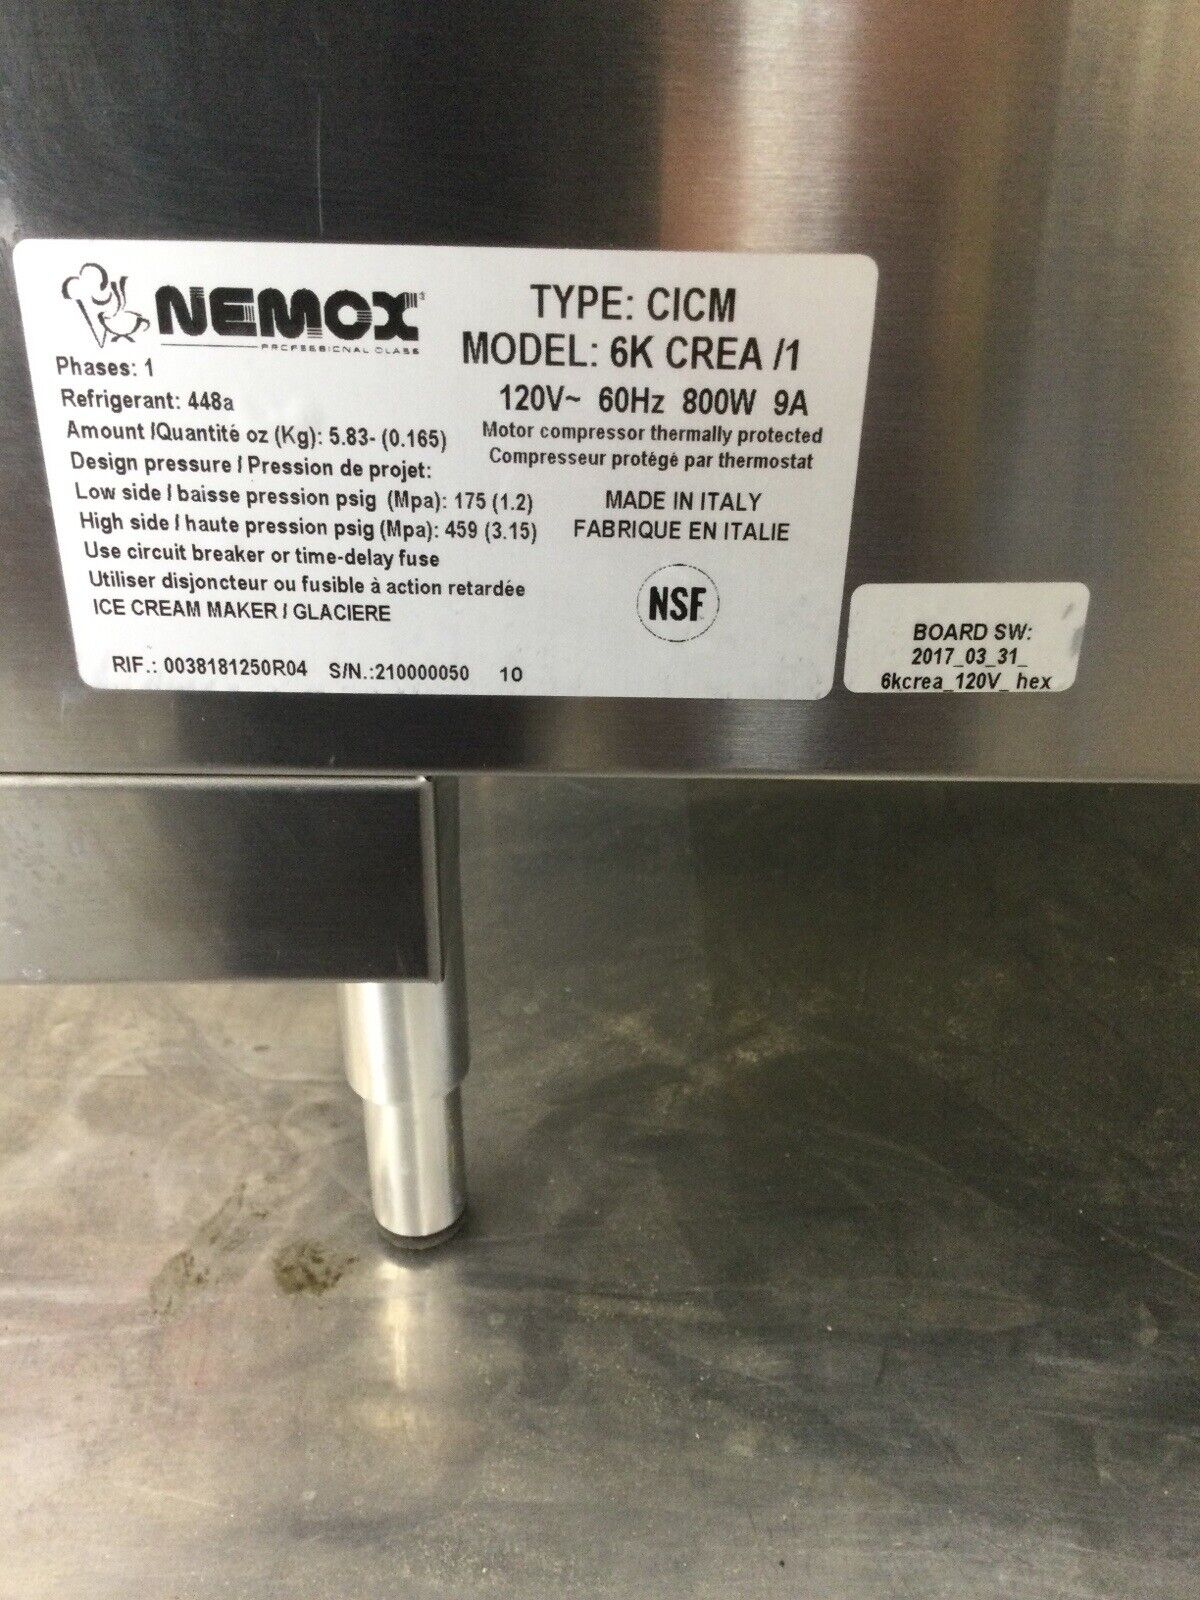 NEMOX
PROFESSIONAL CLASS
TYPE: CICM
MODEL: 6K CREA /1
120V~ 60Hz 800W 9A
Motor compressor thermally protected
Compresseur protégé par thermostat
Phases: 1
Refrigerant: 448a
Amount /Quantité oz (Kg): 5.83- (0.165)
Design pressure / Pression de projet:
Low side / baisse pression psig (Mpa): 175 (1.2)
High side / haute pression psig (Mpa): 459 (3.15)
Use circuit breaker or time-delay fuse
Utiliser disjoncteur ou fusible à action retardée
ICE CREAM MAKER / GLACIERE
MADE IN ITALY
FABRIQUE EN ITALIE
NSF
RIF.: 0038181250R04 S/N.:210000050 10
BOARD SW:
2017_03_31_
6kcrea_120V_ hex